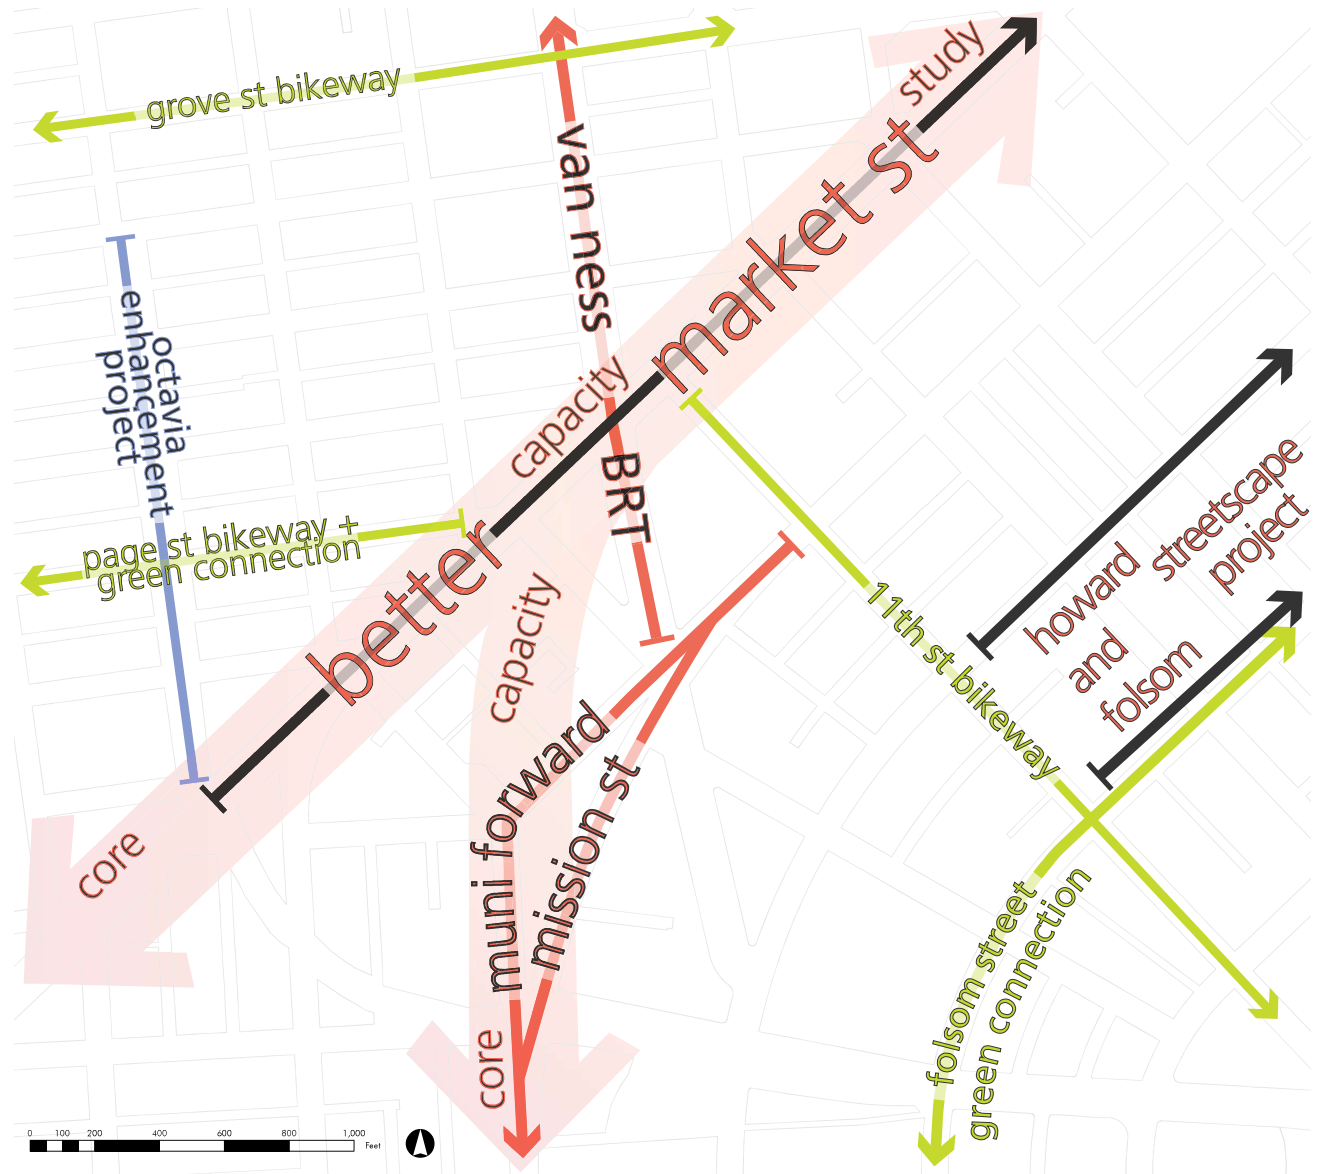 grove st bikeway
van ness
BRT
better
market st
core
capacity
study
octavia
enhancement
project
page st bikeway +
green connection
core
capacity
muni forward
mission st
11th st bikeway
howard
and
folsom
streetscape
project
folsom street
green connection
0 100 200 400 600 800 1,000
Feet